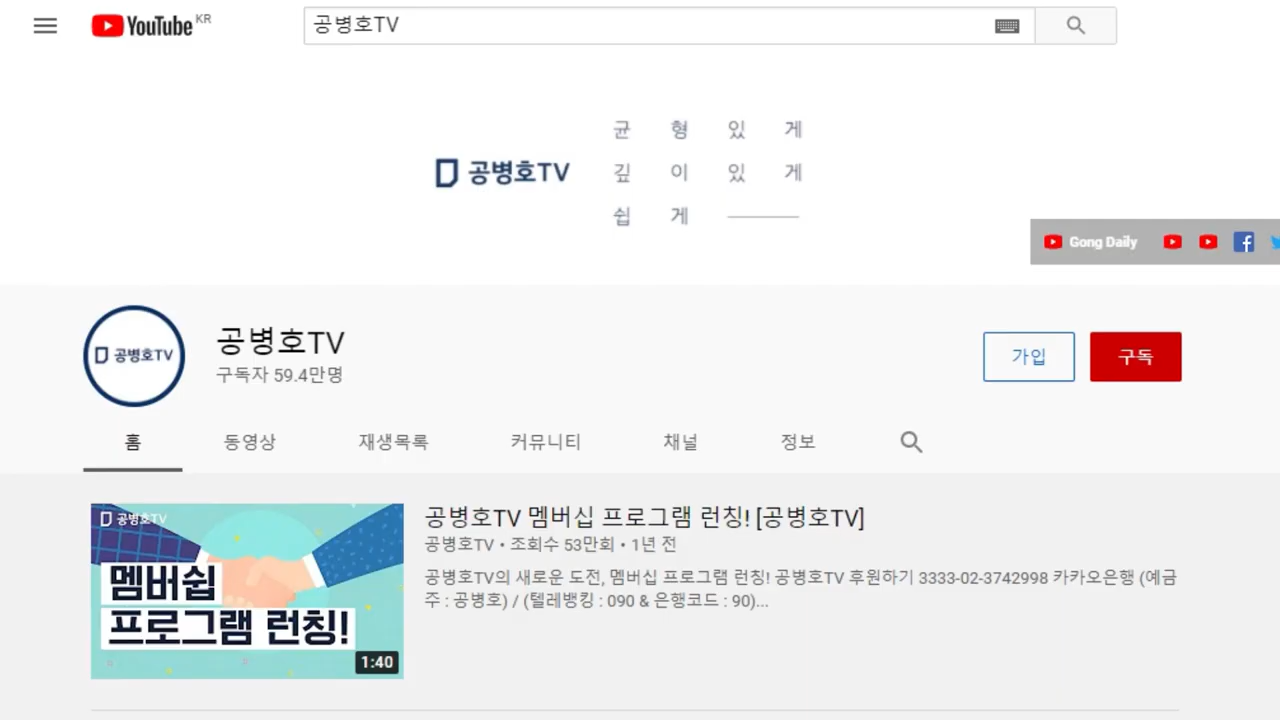 YouTube KR
공병호TV
균 형 있 게
공병호TV
깊 이 있 게
쉽 게
Gong Daily
공병호TV
공병호TV
구독자 59.4만명
가입
구독
홈
동영상
재생목록
커뮤니티
채널
정보
공병호TV
멤버쉽
프로그램 런칭!
1:40
공병호TV 멤버십 프로그램 런칭! [공병호TV]
공병호TV • 조회수 53만회 • 1년 전
공병호TV의 새로운 도전, 멤버십 프로그램 런칭! 공병호TV 후원하기 3333-02-3742998 카카오은행 (예금
주 : 공병호) / (텔레뱅킹 : 090 & 은행코드 : 90)...